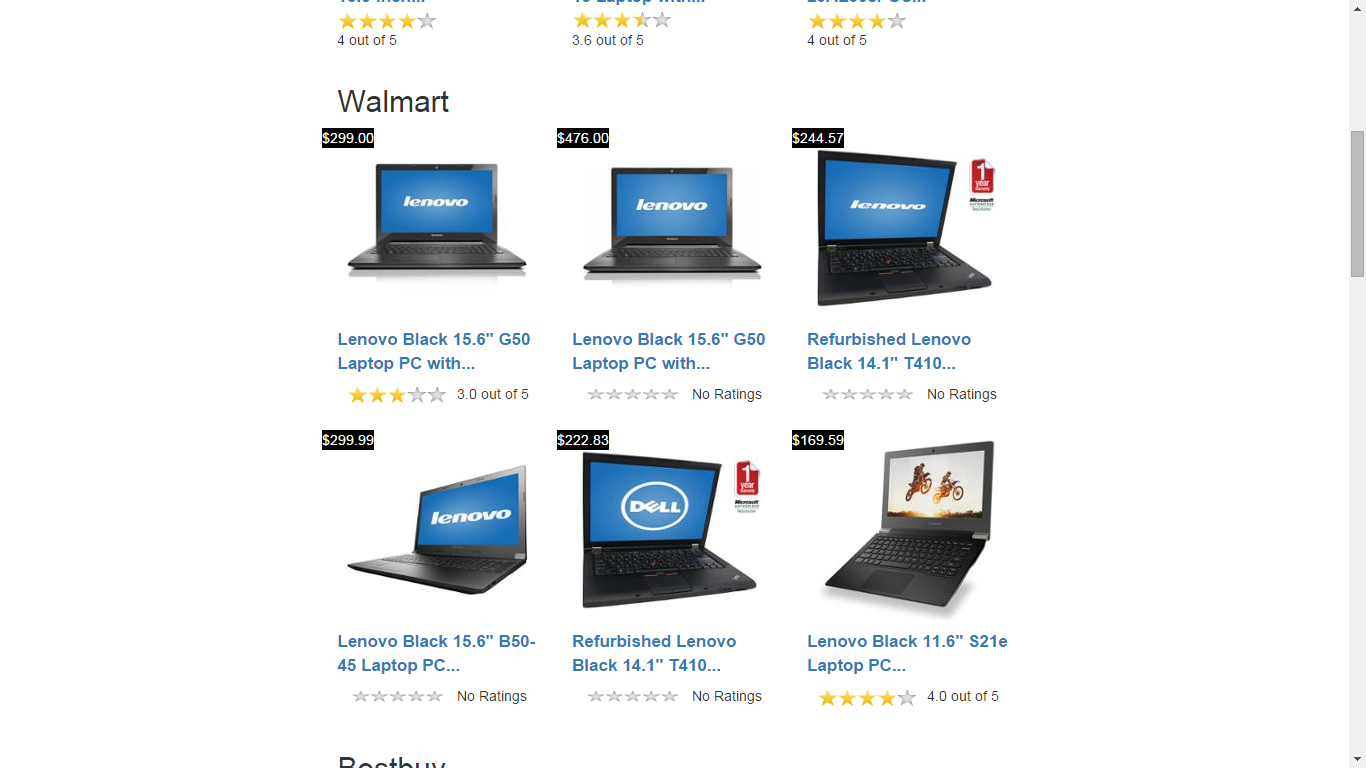 4 out of 5
3.6 out of 5
4 out of 5
Walmart
$299.00
$476.00
$244.57
lenovo
lenovo
lenovo
1
year
Microsoft
Lenovo Black 15.6" G50
Laptop PC with...
Lenovo Black 15.6" G50
Laptop PC with...
Refurbished Lenovo
Black 14.1" T410...
3.0 out of 5
No Ratings
No Ratings
$299.99
$222.83
$169.59
lenovo
DELL
1
year
Microsoft
Lenovo Black 15.6" B50-
45 Laptop PC...
Refurbished Lenovo
Black 14.1" T410...
Lenovo Black 11.6" S21e
Laptop PC...
No Ratings
No Ratings
4.0 out of 5
Bestbuy